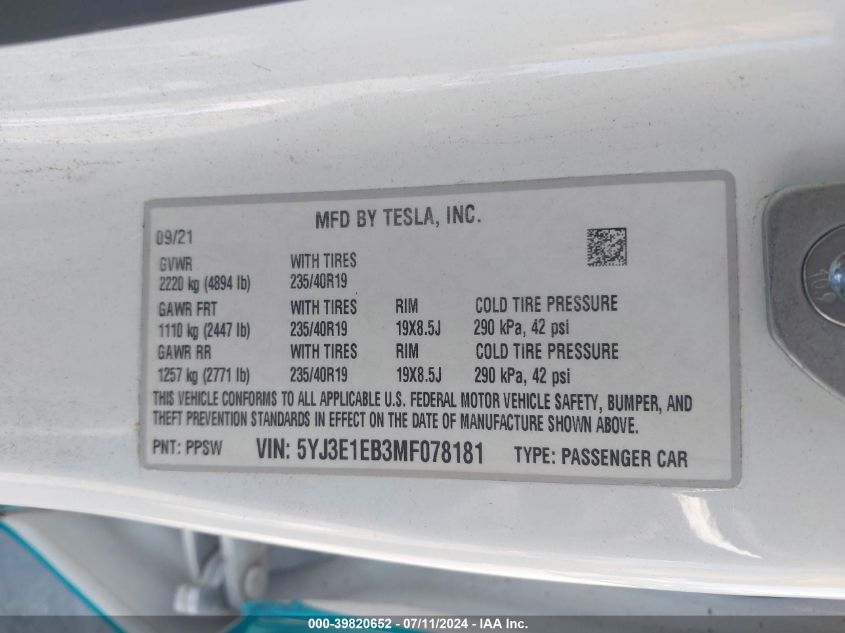 MFD BY TESLA, INC.
09/21
GVWR WITH TIRES
2220 kg (4894 lb) 235/40R19
GAWR FRT WITH TIRES RIM COLD TIRE PRESSURE
1110 kg (2447 lb) 235/40R19 19X8.5J 290 kPa, 42 psi
GAWR RR WITH TIRES RIM COLD TIRE PRESSURE
1257 kg (2771 lb) 235/40R19 19X8.5J 290 kPa, 42 psi
THIS VEHICLE CONFORMS TO ALL APPLICABLE U.S. FEDERAL MOTOR VEHICLE SAFETY, BUMPER, AND
THEFT PREVENTION STANDARDS IN EFFECT ON THE DATE OF MANUFACTURE SHOWN ABOVE.
PNT: PPSW VIN: 5YJ3E1EB3MF078181 TYPE: PASSENGER CAR
000-39820652 - 07/11/2024 - IAA Inc.